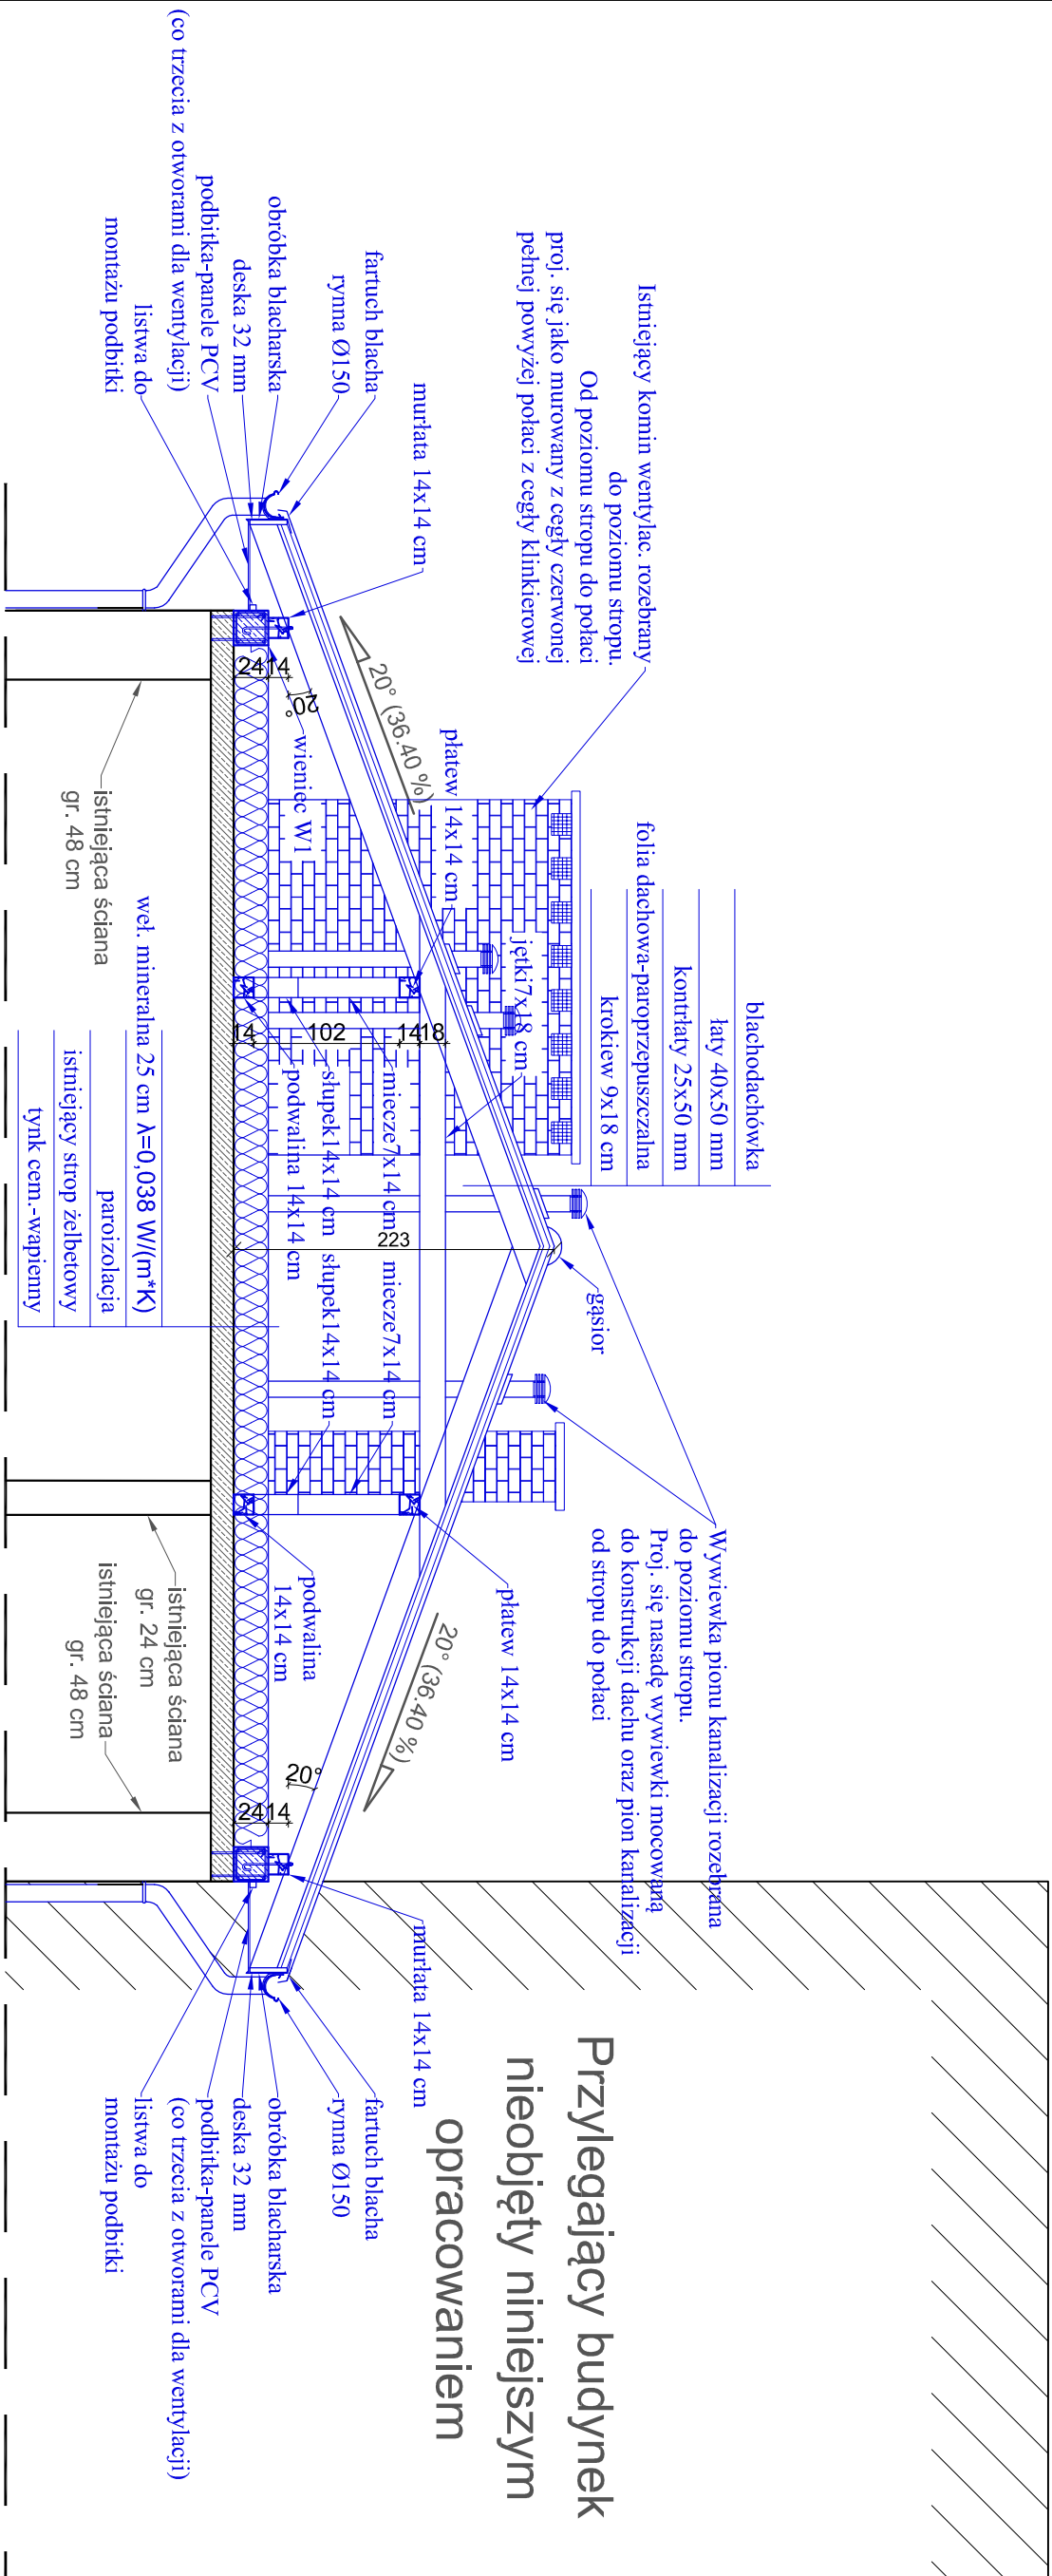 Istniejący komin wentylac. rozebrany
do poziomu stropu.
Od poziomu stropu do połaci
proj. się jako murowany z cegły czerwonej
pełnej powyżej połaci z cegły klinkierowej
blachodachówka
łaty 40x50 mm
kontrłaty 25x50 mm
folia dachowa-paroprzepuszczalna
krokiew 9x18 cm
Wywiewka pionu kanalizacji rozebrana
do poziomu stropu.
Proj. się nasadę wywiewki mocowaną
do konstrukcji dachu oraz pion kanalizacji
od stropu do połaci
Przylegający budynek
nieobjęty niniejszym
opracowaniem
gąsior
jętki7x18 cm
płatew 14x14 cm
płatew 14x14 cm
20° (36.40 %)
20° (36.40 %)
murłata 14x14 cm
fartuch blacha
rynna Ø150
obróbka blacharska
deska 32 mm
podbitka-panele PCV
(co trzecia z otworami dla wentylacji)
listwa do
montażu podbitki
murłata 14x14 cm
fartuch blacha
rynna Ø150
obróbka blacharska
deska 32 mm
podbitka-panele PCV
(co trzecia z otworami dla wentylacji)
listwa do
montażu podbitki
miecze7x14 cm
miecze7x14 cm
słupek14x14 cm
słupek14x14 cm
podwalina 14x14 cm
podwalina
14x14 cm
wieniec W1
20°
20°
24
14
24
14
14
102
14
18
223
istniejąca ściana
gr. 48 cm
weł. mineralna 25 cm λ=0,038 W/(m*K)
paroizolacja
istniejący strop żelbetowy
tynk cem.-wapienny
istniejąca ściana
gr. 24 cm
istniejąca ściana
gr. 48 cm